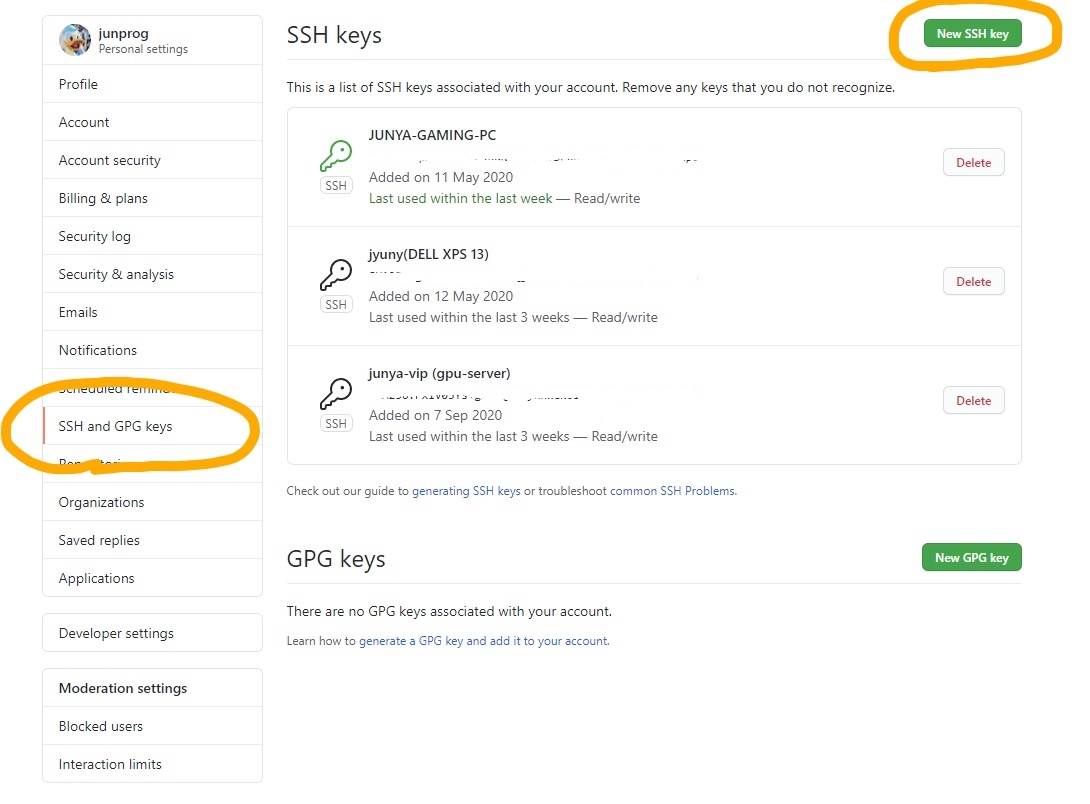 junprog
Personal settings
Profile
Account
Account security
Billing & plans
Security log
Security & analysis
Emails
Notifications
Scheduled
SSH and GPG keys
Organizations
Saved replies
Applications
Developer settings
Moderation settings
Blocked users
Interaction limits
SSH keys
New SSH key
This is a list of SSH keys associated with your account. Remove any keys that you do not recognize.
JUNYA-GAMING-PC
SSH
Added on 11 May 2020
Last used within the last week — Read/write
Delete
jyuny(DELL XPS 13)
SSH
Added on 12 May 2020
Last used within the last 3 weeks — Read/write
Delete
junya-vip (gpu-server)
SSH
Added on 7 Sep 2020
Last used within the last 3 weeks — Read/write
Delete
Check out our guide to generating SSH keys or troubleshoot common SSH Problems.
GPG keys
New GPG key
There are no GPG keys associated with your account.
Learn how to generate a GPG key and add it to your account.